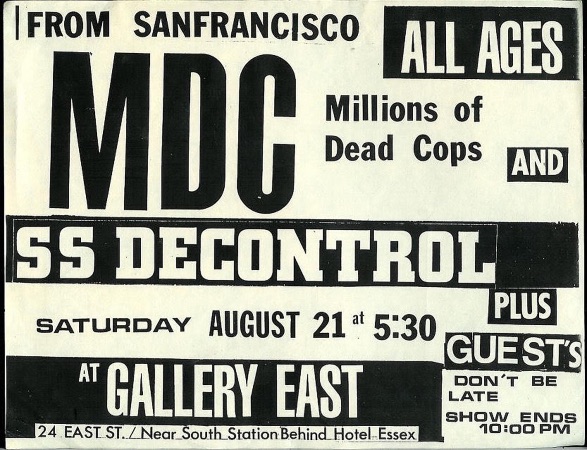 FROM SANFRANCISCO
ALL AGES
MDC
Millions of
Dead Cops
AND
SS DECONTROL
PLUS
SATURDAY AUGUST 21 at 5:30
GUEST'S
AT GALLERY EAST
DON'T BE
LATE
SHOW ENDS
10:00 PM
24 EAST ST. / Near South Station Behind Hotel Essex